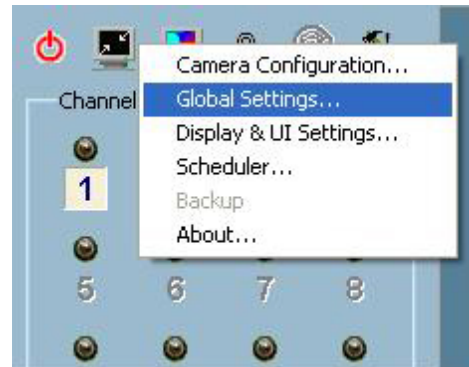 Camera Configuration...
Channel
Global Settings...
Display & UI Settings...
Scheduler...
1
Backup
About...
5 6 7 8